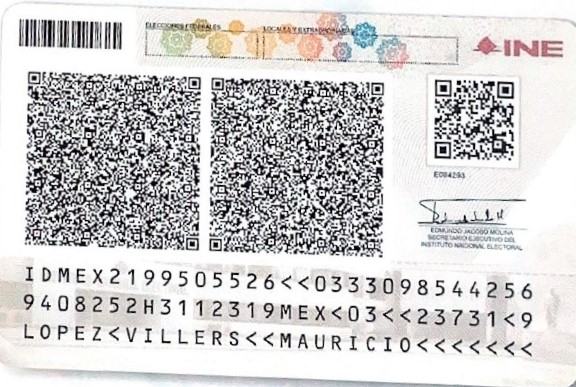 ELECCIONES FEDERALES LOCALES Y EXTRAORDINARIAS
INE
E004293
EDMUNDO JACOBO MOLINA
SECRETARIO EJECUTIVO DEL
INSTITUTO NACIONAL ELECTORAL
IDMEX2199505526<<0333098544256
9408252H3112319MEX<03<<23731<9
LOPEZ<VILLERS<<MAURICIO<<<<<<<